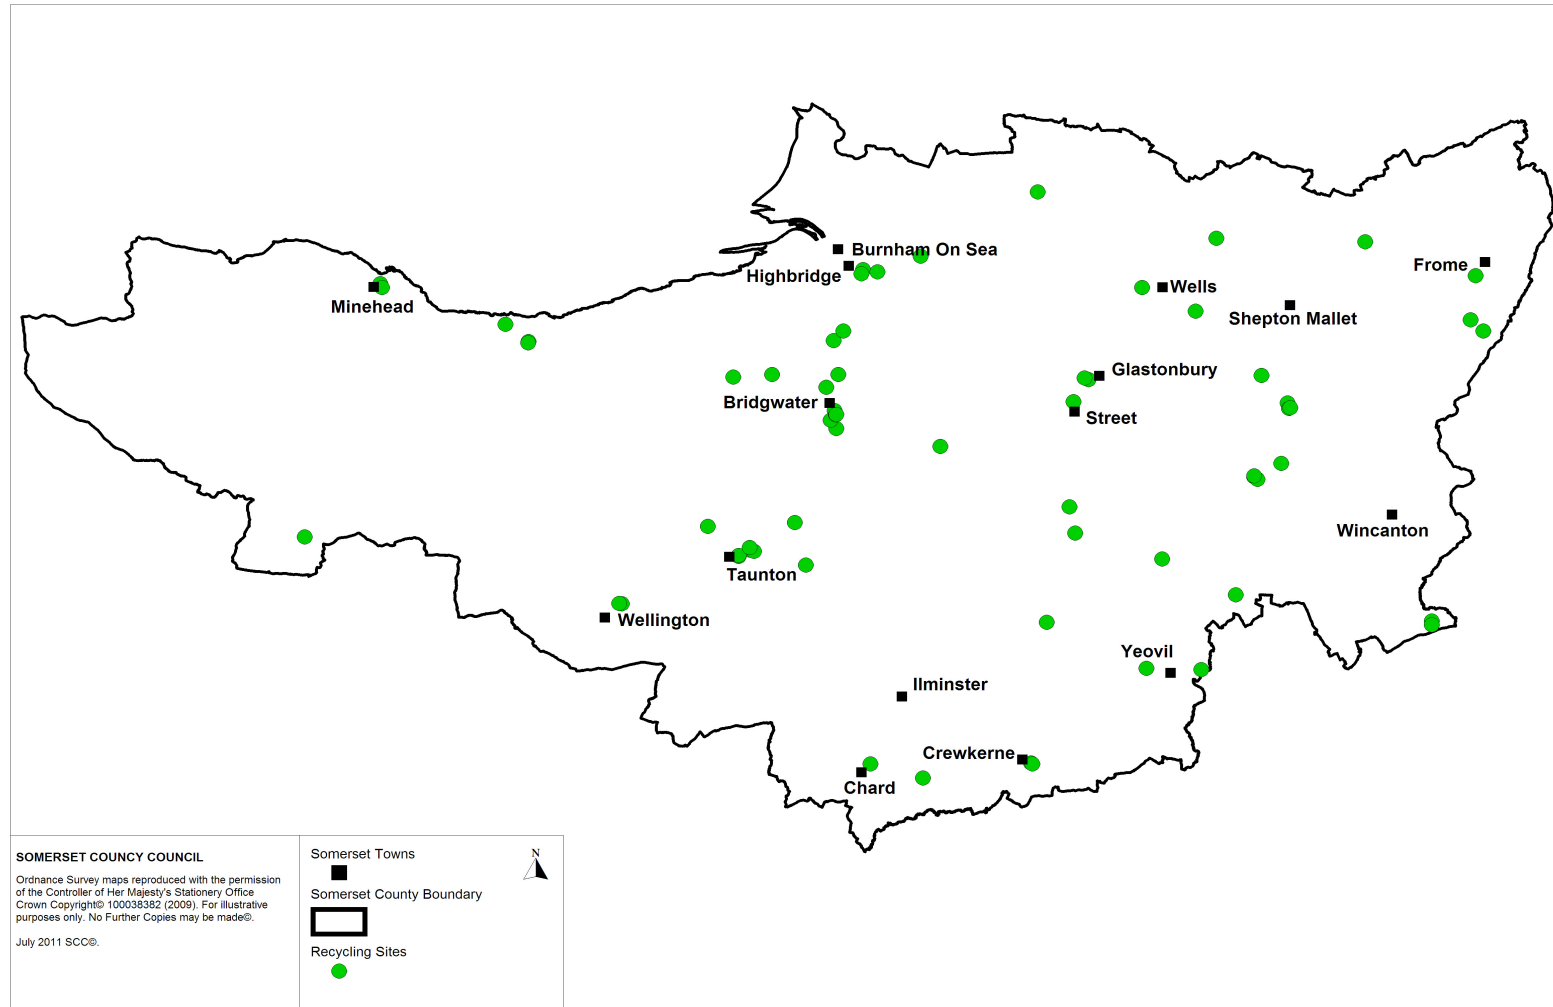 Burnham On Sea
Highbridge
Minehead
Frome
Wells
Shepton Mallet
Glastonbury
Bridgwater
Street
Wincanton
Taunton
Wellington
Yeovil
Ilminster
Crewkerne
Chard
SOMERSET COUNCY COUNCIL
Ordnance Survey maps reproduced with the permission
of the Controller of Her Majesty's Stationery Office
Crown Copyright© 100038382 (2009). For illustrative
purposes only. No Further Copies may be made©.
July 2011 SCC©.
Somerset Towns
N
Somerset County Boundary
Recycling Sites